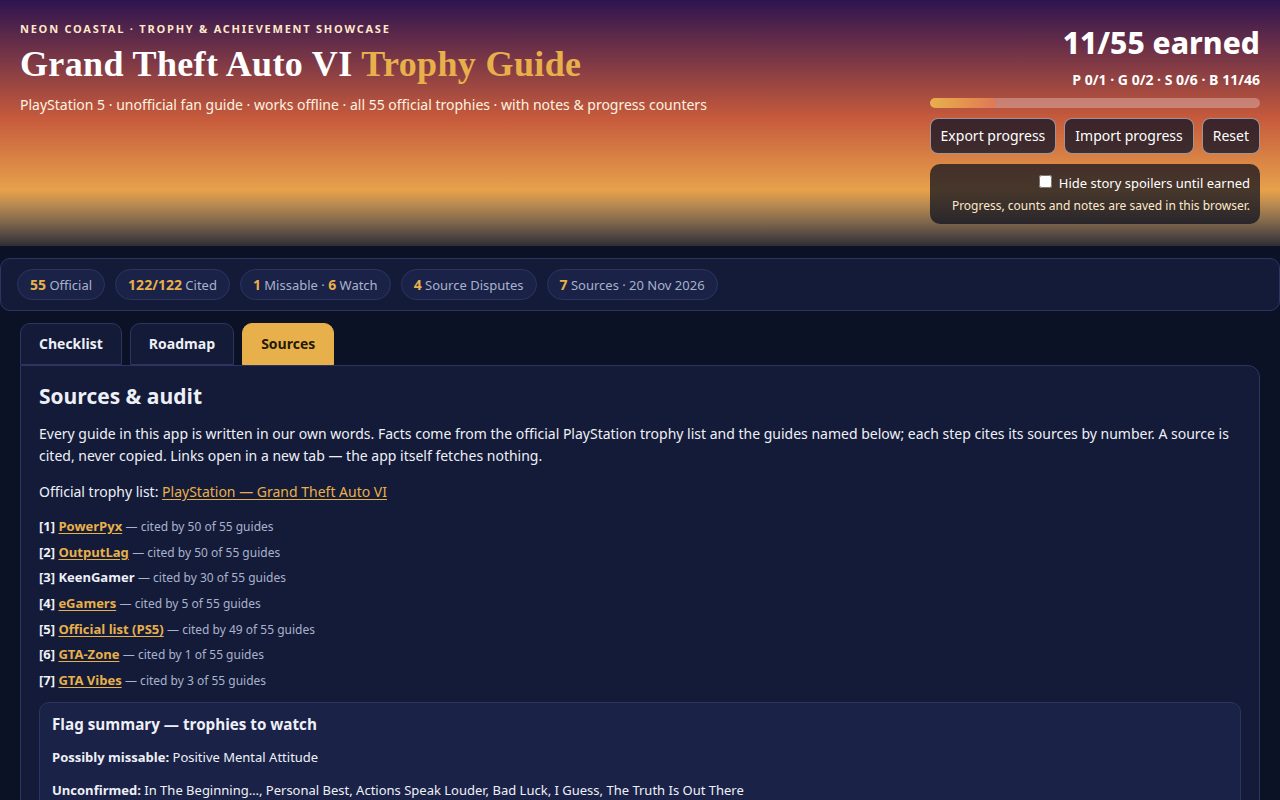 NEON COASTAL · TROPHY & ACHIEVEMENT SHOWCASE
Grand Theft Auto VI Trophy Guide
PlayStation 5 · unofficial fan guide · works offline · all 55 official trophies · with notes & progress counters
11/55 earned
P 0/1 · G 0/2 · S 0/6 · B 11/46
Export progress
Import progress
Reset
Hide story spoilers until earned
Progress, counts and notes are saved in this browser.
55 Official
122/122 Cited
1 Missable · 6 Watch
4 Source Disputes
7 Sources · 20 Nov 2026
Checklist
Roadmap
Sources
Sources & audit
Every guide in this app is written in our own words. Facts come from the official PlayStation trophy list and the guides named below; each step cites its sources by number. A source is
cited, never copied. Links open in a new tab — the app itself fetches nothing.
Official trophy list: PlayStation — Grand Theft Auto VI
[1] PowerPyx — cited by 50 of 55 guides
[2] OutputLag — cited by 50 of 55 guides
[3] KeenGamer — cited by 30 of 55 guides
[4] eGamers — cited by 5 of 55 guides
[5] Official list (PS5) — cited by 49 of 55 guides
[6] GTA-Zone — cited by 1 of 55 guides
[7] GTA Vibes — cited by 3 of 55 guides
Flag summary — trophies to watch
Possibly missable: Positive Mental Attitude
Unconfirmed: In The Beginning..., Personal Best, Actions Speak Louder, Bad Luck, I Guess, The Truth Is Out There